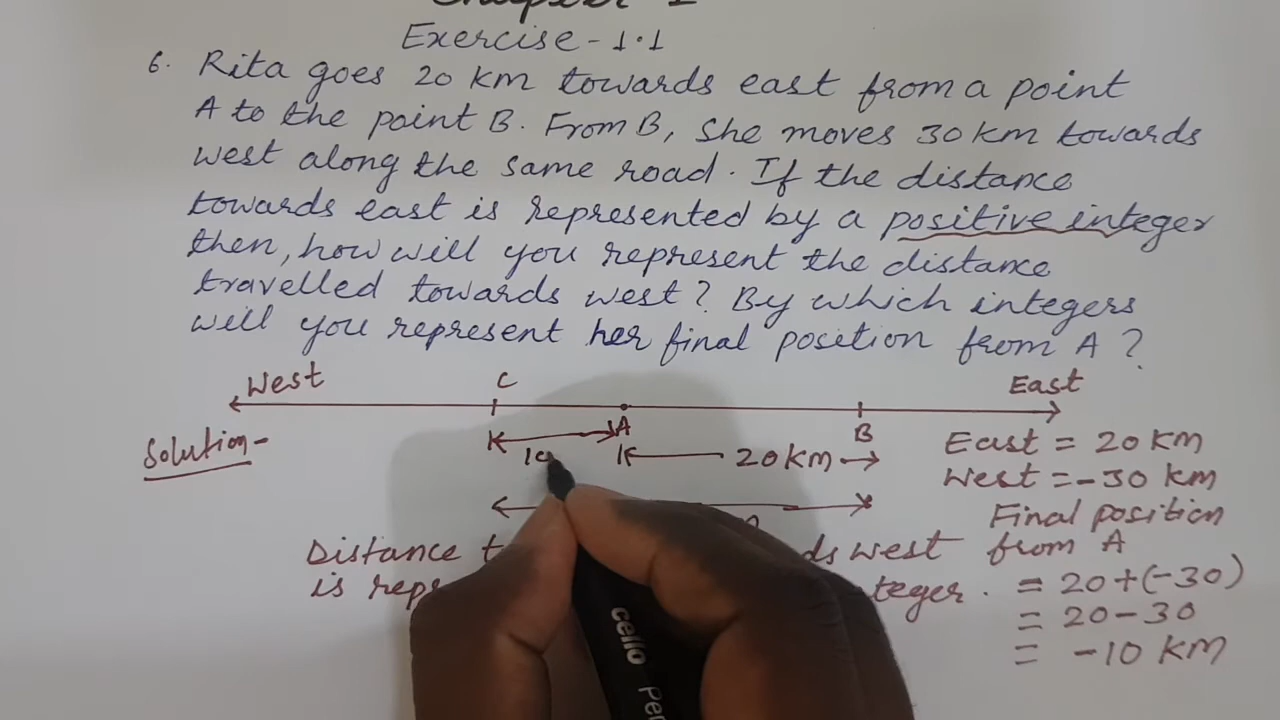 Chapter-1
Exercise-1.1
6. Rita goes 20 km towards east from a point
A to the point B. From B, She moves 30 km towards
west along the same road. If the distance
towards east is represented by a positive integer
then, how will you represent the distance
travelled towards west? By which integers
will you represent her final position from A?
West C East
A B
Solution-
20 km
East = 20 km
West = -30 km
Final position
Distance west from A
is integer. = 20+(-30)
= 20-30
= -10 km
cello